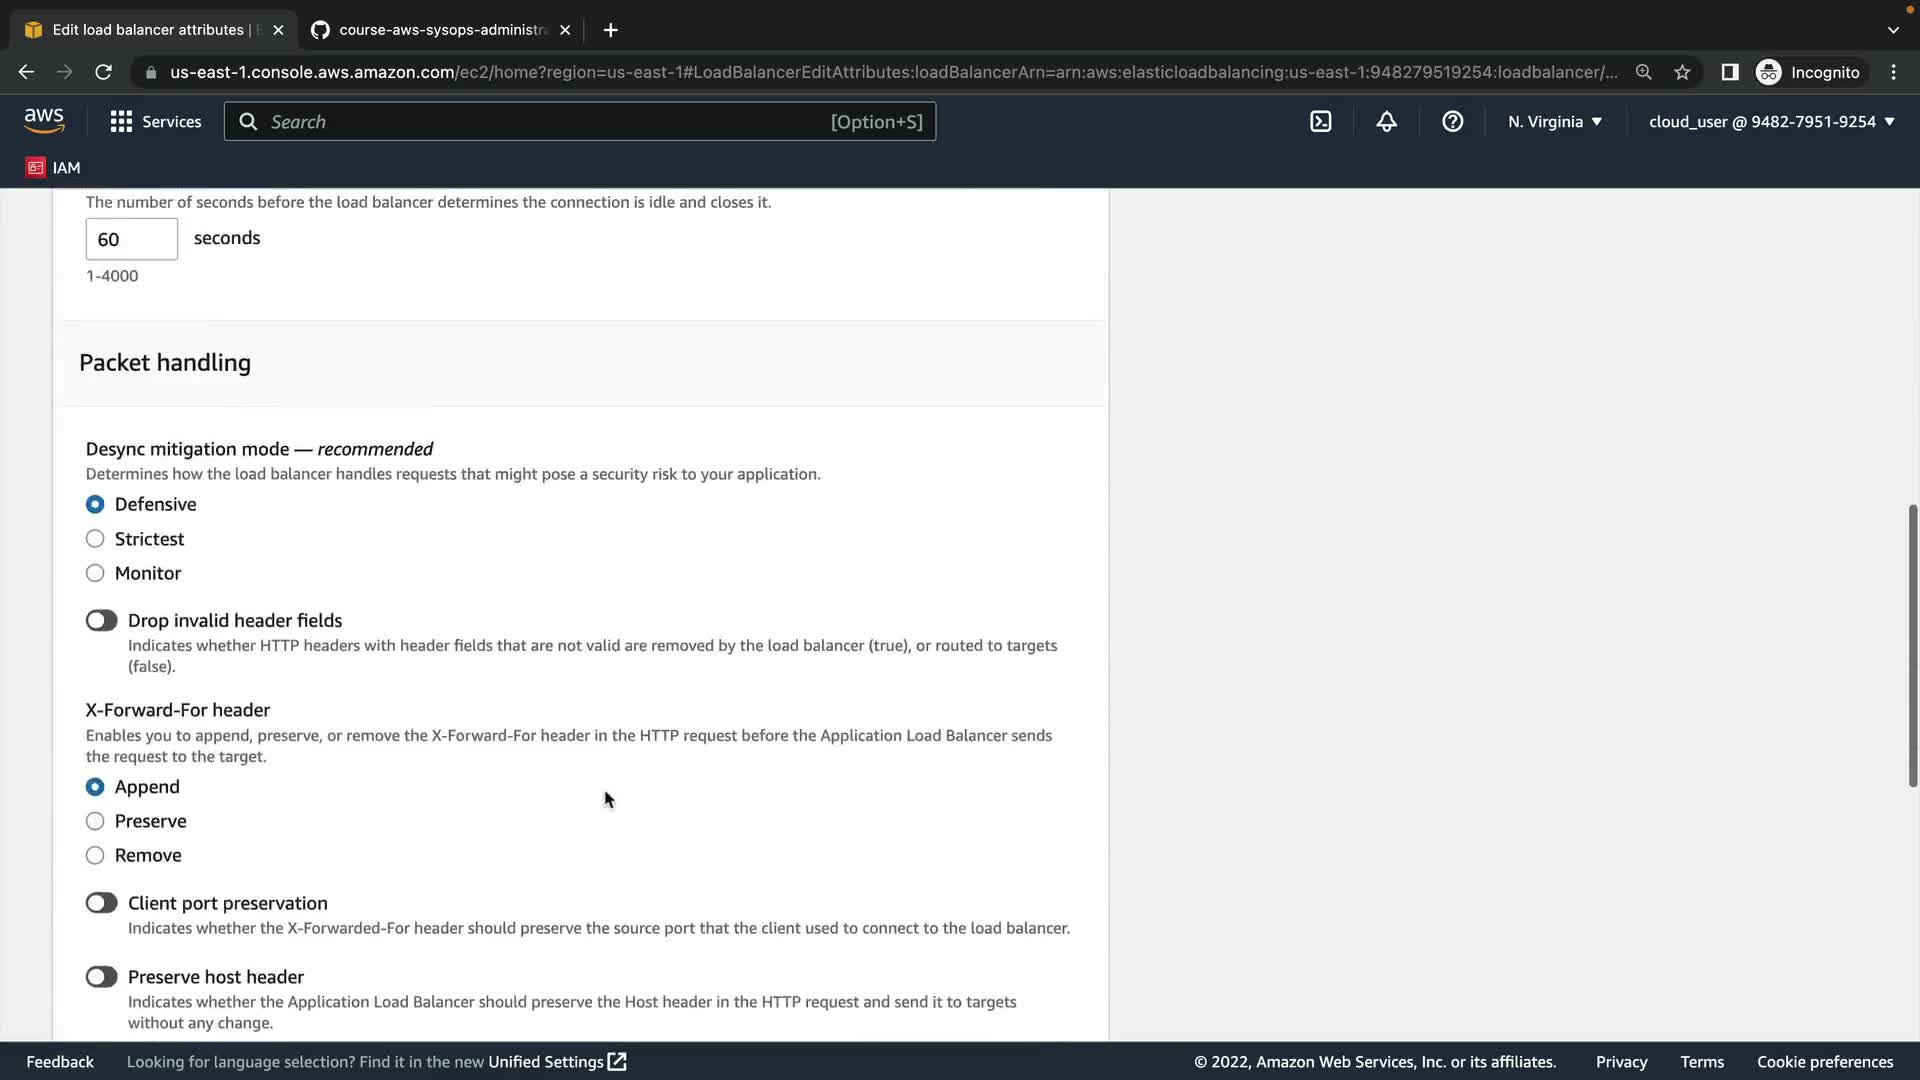 Edit load balancer attributes |
course-aws-sysops-administra
us-east-1.console.aws.amazon.com/ec2/home?region=us-east-1#LoadBalancerEditAttributes:loadBalancerArn=arn:aws:elasticloadbalancing:us-east-1:948279519254:loadbalancer/...
Incognito
aws
Services
Search
[Option+S]
N. Virginia
cloud_user @ 9482-7951-9254
IAM
The number of seconds before the load balancer determines the connection is idle and closes it.
60
seconds
1-4000
Packet handling
Desync mitigation mode — recommended
Determines how the load balancer handles requests that might pose a security risk to your application.
Defensive
Strictest
Monitor
Drop invalid header fields
Indicates whether HTTP headers with header fields that are not valid are removed by the load balancer (true), or routed to targets
(false).
X-Forward-For header
Enables you to append, preserve, or remove the X-Forward-For header in the HTTP request before the Application Load Balancer sends
the request to the target.
Append
Preserve
Remove
Client port preservation
Indicates whether the X-Forwarded-For header should preserve the source port that the client used to connect to the load balancer.
Preserve host header
Indicates whether the Application Load Balancer should preserve the Host header in the HTTP request and send it to targets
without any change.
Feedback
Looking for language selection? Find it in the new Unified Settings
© 2022, Amazon Web Services, Inc. or its affiliates.
Privacy
Terms
Cookie preferences